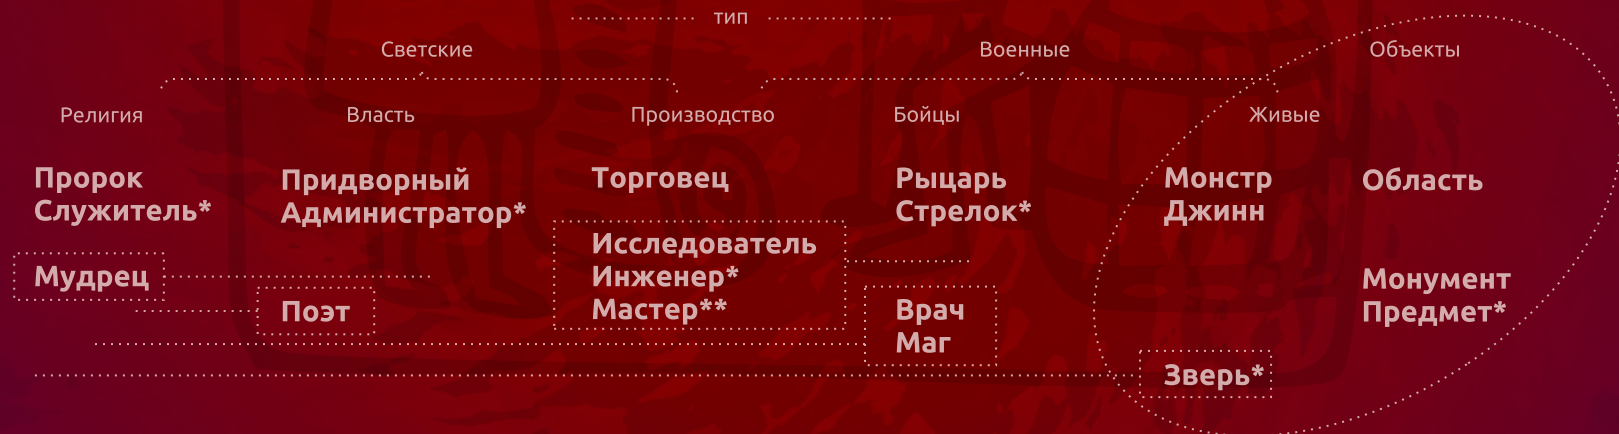 тип
Светские
Военные
Объекты
Религия
Власть
Производство
Бойцы
Живые
Пророк
Служитель*
Мудрец
Придворный
Администратор*
Поэт
Торговец
Исследователь
Инженер*
Мастер**
Рыцарь
Стрелок*
Врач
Маг
Монстр
Джинн
Зверь*
Область
Монумент
Предмет*